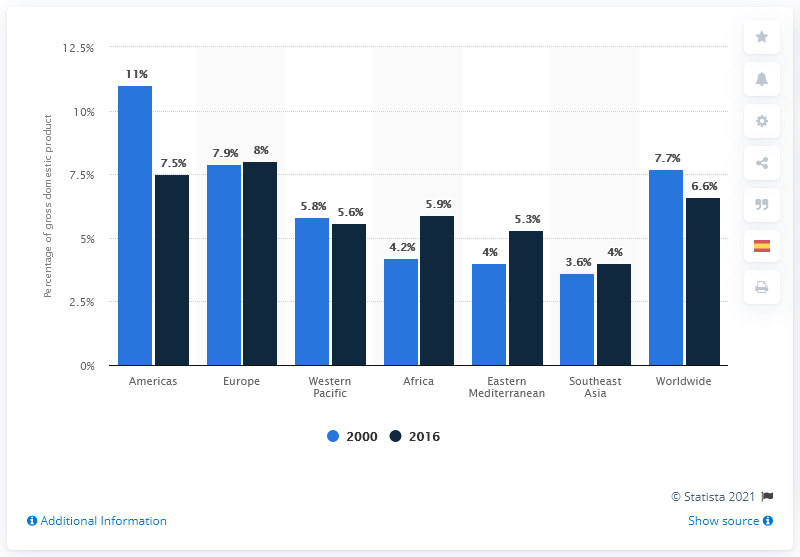 12.5%
10%
7.5%
5%
2.5%
0%
Percentage of gross domestic product
11%
7.5%
7.9%
8%
5.8%
5.6%
4.2%
5.9%
4%
5.3%
3.6%
4%
7.7%
6.6%
Americas
Europe
Western
Pacific
Africa
Eastern
Mediterranean
Southeast
Asia
Worldwide
2000
2016
© Statista 2021
Additional Information
Show source